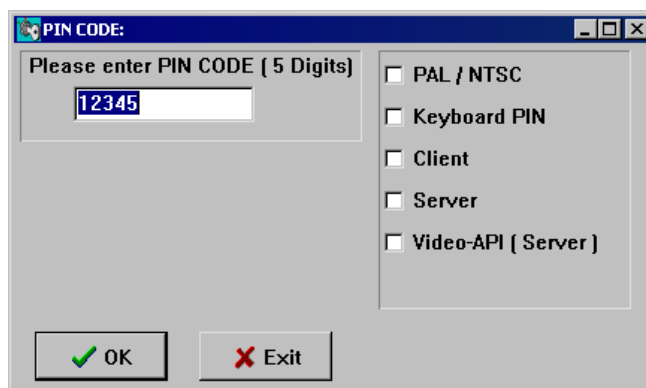 PIN CODE:
Please enter PIN CODE ( 5 Digits)
12345
PAL / NTSC
Keyboard PIN
Client
Server
Video-API ( Server )
OK
Exit